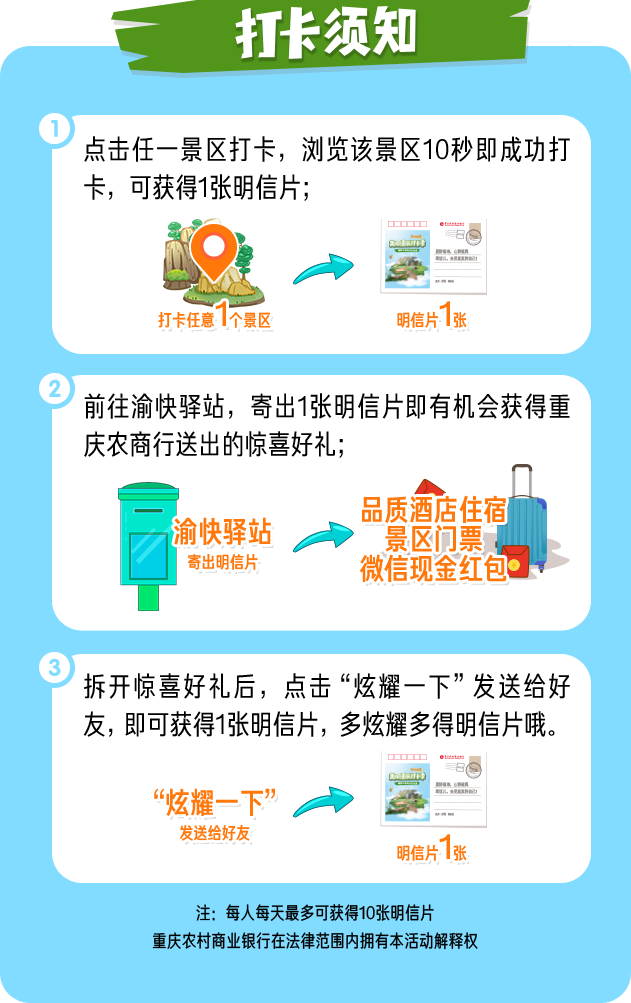 打卡须知
1
点击任一景区打卡，浏览该景区10秒即成功打
卡，可获得1张明信片；
打卡任意1个景区
明信片1张
2
前往渝快驿站，寄出1张明信片即有机会获得重
庆农商行送出的惊喜好礼；
渝快驿站
寄出明信片
品质酒店住宿
景区门票
微信现金红包
3
拆开惊喜好礼后，点击“炫耀一下”发送给好
友，即可获得1张明信片，多炫耀多得明信片哦。
“炫耀一下”
发送给好友
明信片1张
注：每人每天最多可获得10张明信片
重庆农村商业银行在法律范围内拥有本活动解释权